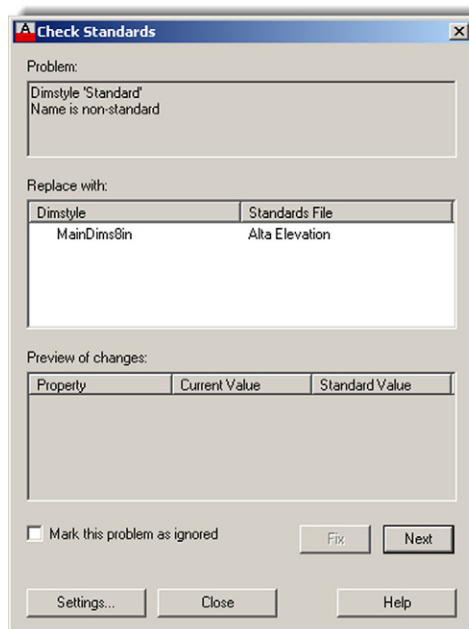 Check Standards
Problem:
Dimstyle 'Standard'
Name is non-standard
Replace with:
Dimstyle Standards File
MainDims8in Alta Elevation
Preview of changes:
Property Current Value Standard Value
Mark this problem as ignored Fix Next
Settings... Close Help